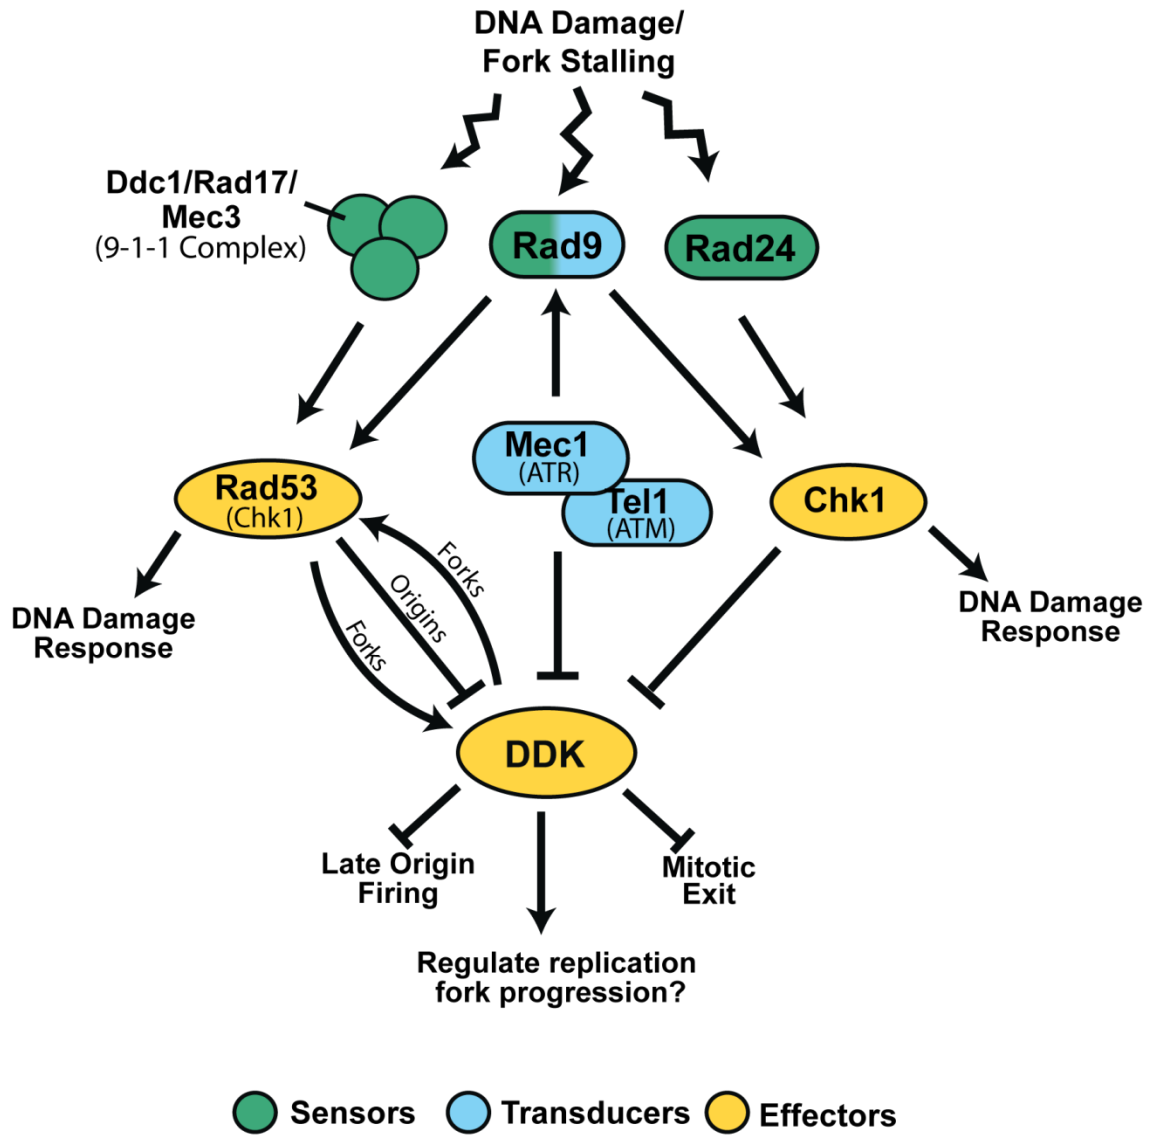 DNA Damage/
Fork Stalling
Ddc1/Rad17/
Mec3
(9-1-1 Complex)
Rad9
Rad24
Mec1
(ATR)
Tel1
(ATM)
Rad53
(Chk1)
Chk1
DNA Damage
Response
Forks
Origins
Forks
DNA Damage
Response
DDK
Late Origin
Firing
Mitotic
Exit
Regulate replication
fork progression?
Sensors
Transducers
Effectors